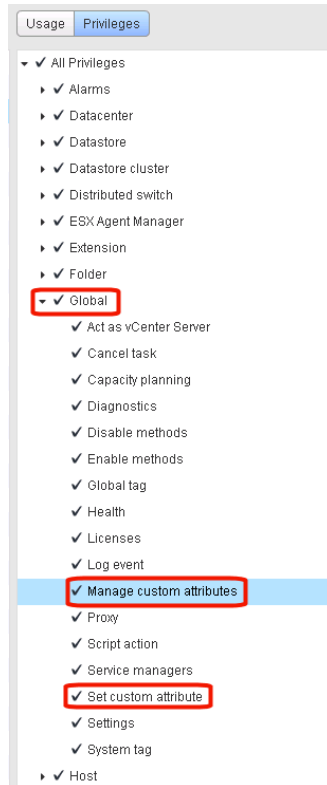 Usage Privileges
All Privileges
Alarms
Datacenter
Datastore
Datastore cluster
Distributed switch
ESX Agent Manager
Extension
Folder
Global
Act as vCenter Server
Cancel task
Capacity planning
Diagnostics
Disable methods
Enable methods
Global tag
Health
Licenses
Log event
Manage custom attributes
Proxy
Script action
Service managers
Set custom attribute
Settings
System tag
Host